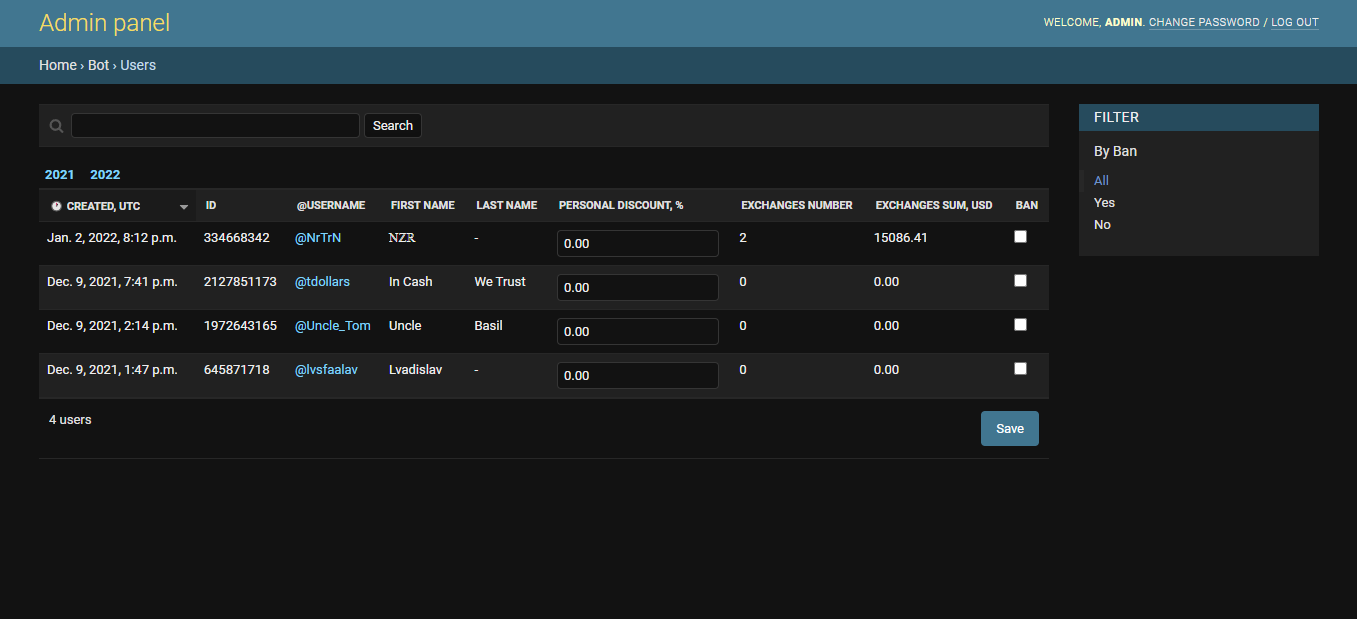 Admin panel
WELCOME, ADMIN. CHANGE PASSWORD / LOG OUT
Home › Bot › Users
Search
FILTER
By Ban
All
Yes
No
2021 2022
CREATED, UTC ID @USERNAME FIRST NAME LAST NAME PERSONAL DISCOUNT, % EXCHANGES NUMBER EXCHANGES SUM, USD BAN
Jan. 2, 2022, 8:12 p.m. 334668342 @NrTrN ℕℤℝ - 0.00 2 15086.41
Dec. 9, 2021, 7:41 p.m. 2127851173 @tdollars In Cash We Trust 0.00 0 0.00
Dec. 9, 2021, 2:14 p.m. 1972643165 @Uncle_Tom Uncle Basil 0.00 0 0.00
Dec. 9, 2021, 1:47 p.m. 645871718 @lvsfaalav Lvadislav - 0.00 0 0.00
4 users
Save